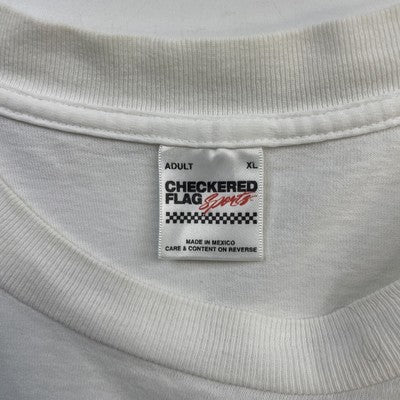 ADULT XL
CHECKERED
FLAG Sports
MADE IN MEXICO
CARE & CONTENT ON REVERSE